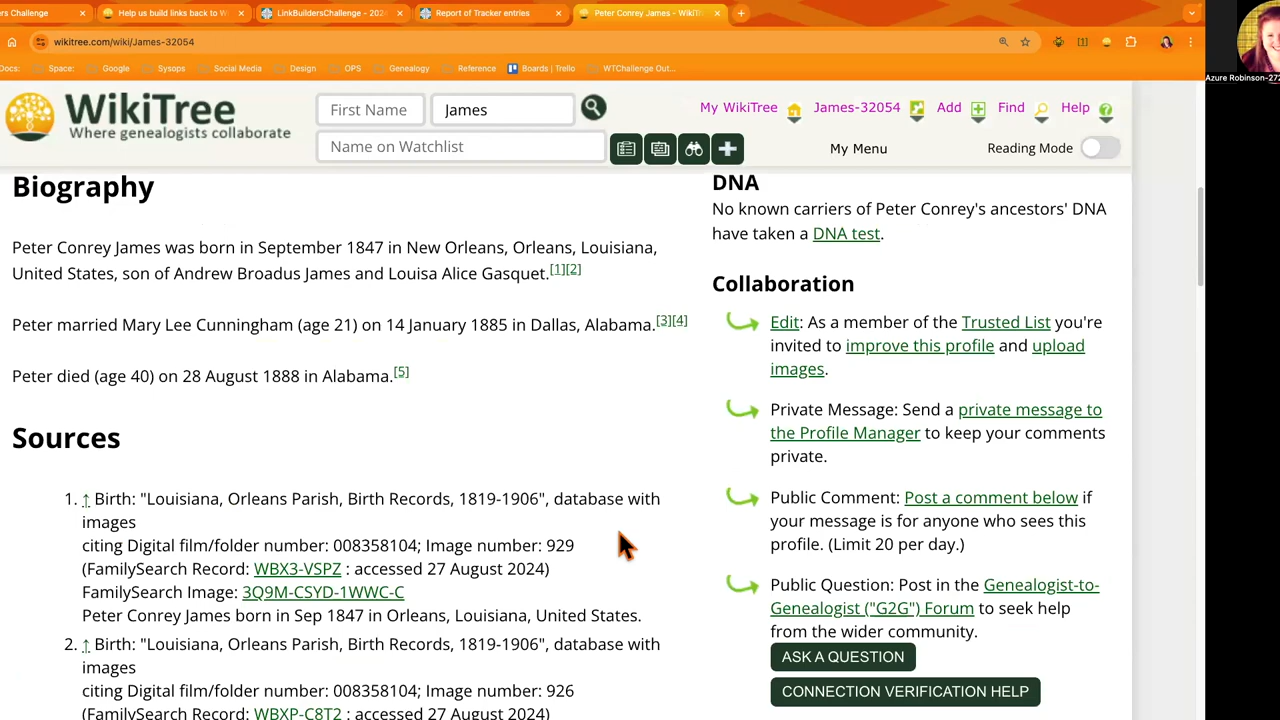 rs Challenge
Help us build links back to W
LinkBuildersChallenge - 202
Report of Tracker entries
Peter Conrey James - WikiTr
wikitree.com/wiki/James-32054
Docs:
Space:
Google
Sysops
Social Media
Design
OPS
Genealogy
Reference
Boards | Trello
WTChallenge Out...
Azure Robinson-272
WikiTree
Where genealogists collaborate
First Name
James
Name on Watchlist
My WikiTree
James-32054
Add
Find
Help
My Menu
Reading Mode
Biography
Peter Conrey James was born in September 1847 in New Orleans, Orleans, Louisiana,
United States, son of Andrew Broadus James and Louisa Alice Gasquet.[1][2]
Peter married Mary Lee Cunningham (age 21) on 14 January 1885 in Dallas, Alabama.[3][4]
Peter died (age 40) on 28 August 1888 in Alabama.[5]
Sources
1. ↑ Birth: "Louisiana, Orleans Parish, Birth Records, 1819-1906", database with
images
citing Digital film/folder number: 008358104; Image number: 929
(FamilySearch Record: WBX3-VSPZ : accessed 27 August 2024)
FamilySearch Image: 3Q9M-CSYD-1WWC-C
Peter Conrey James born in Sep 1847 in Orleans, Louisiana, United States.
2. ↑ Birth: "Louisiana, Orleans Parish, Birth Records, 1819-1906", database with
images
citing Digital film/folder number: 008358104; Image number: 926
(FamilySearch Record: WBXP-C8T2 : accessed 27 August 2024)
DNA
No known carriers of Peter Conrey's ancestors' DNA
have taken a DNA test.
Collaboration
Edit: As a member of the Trusted List you're
invited to improve this profile and upload
images.
Private Message: Send a private message to
the Profile Manager to keep your comments
private.
Public Comment: Post a comment below if
your message is for anyone who sees this
profile. (Limit 20 per day.)
Public Question: Post in the Genealogist-to-
Genealogist ("G2G") Forum to seek help
from the wider community.
ASK A QUESTION
CONNECTION VERIFICATION HELP